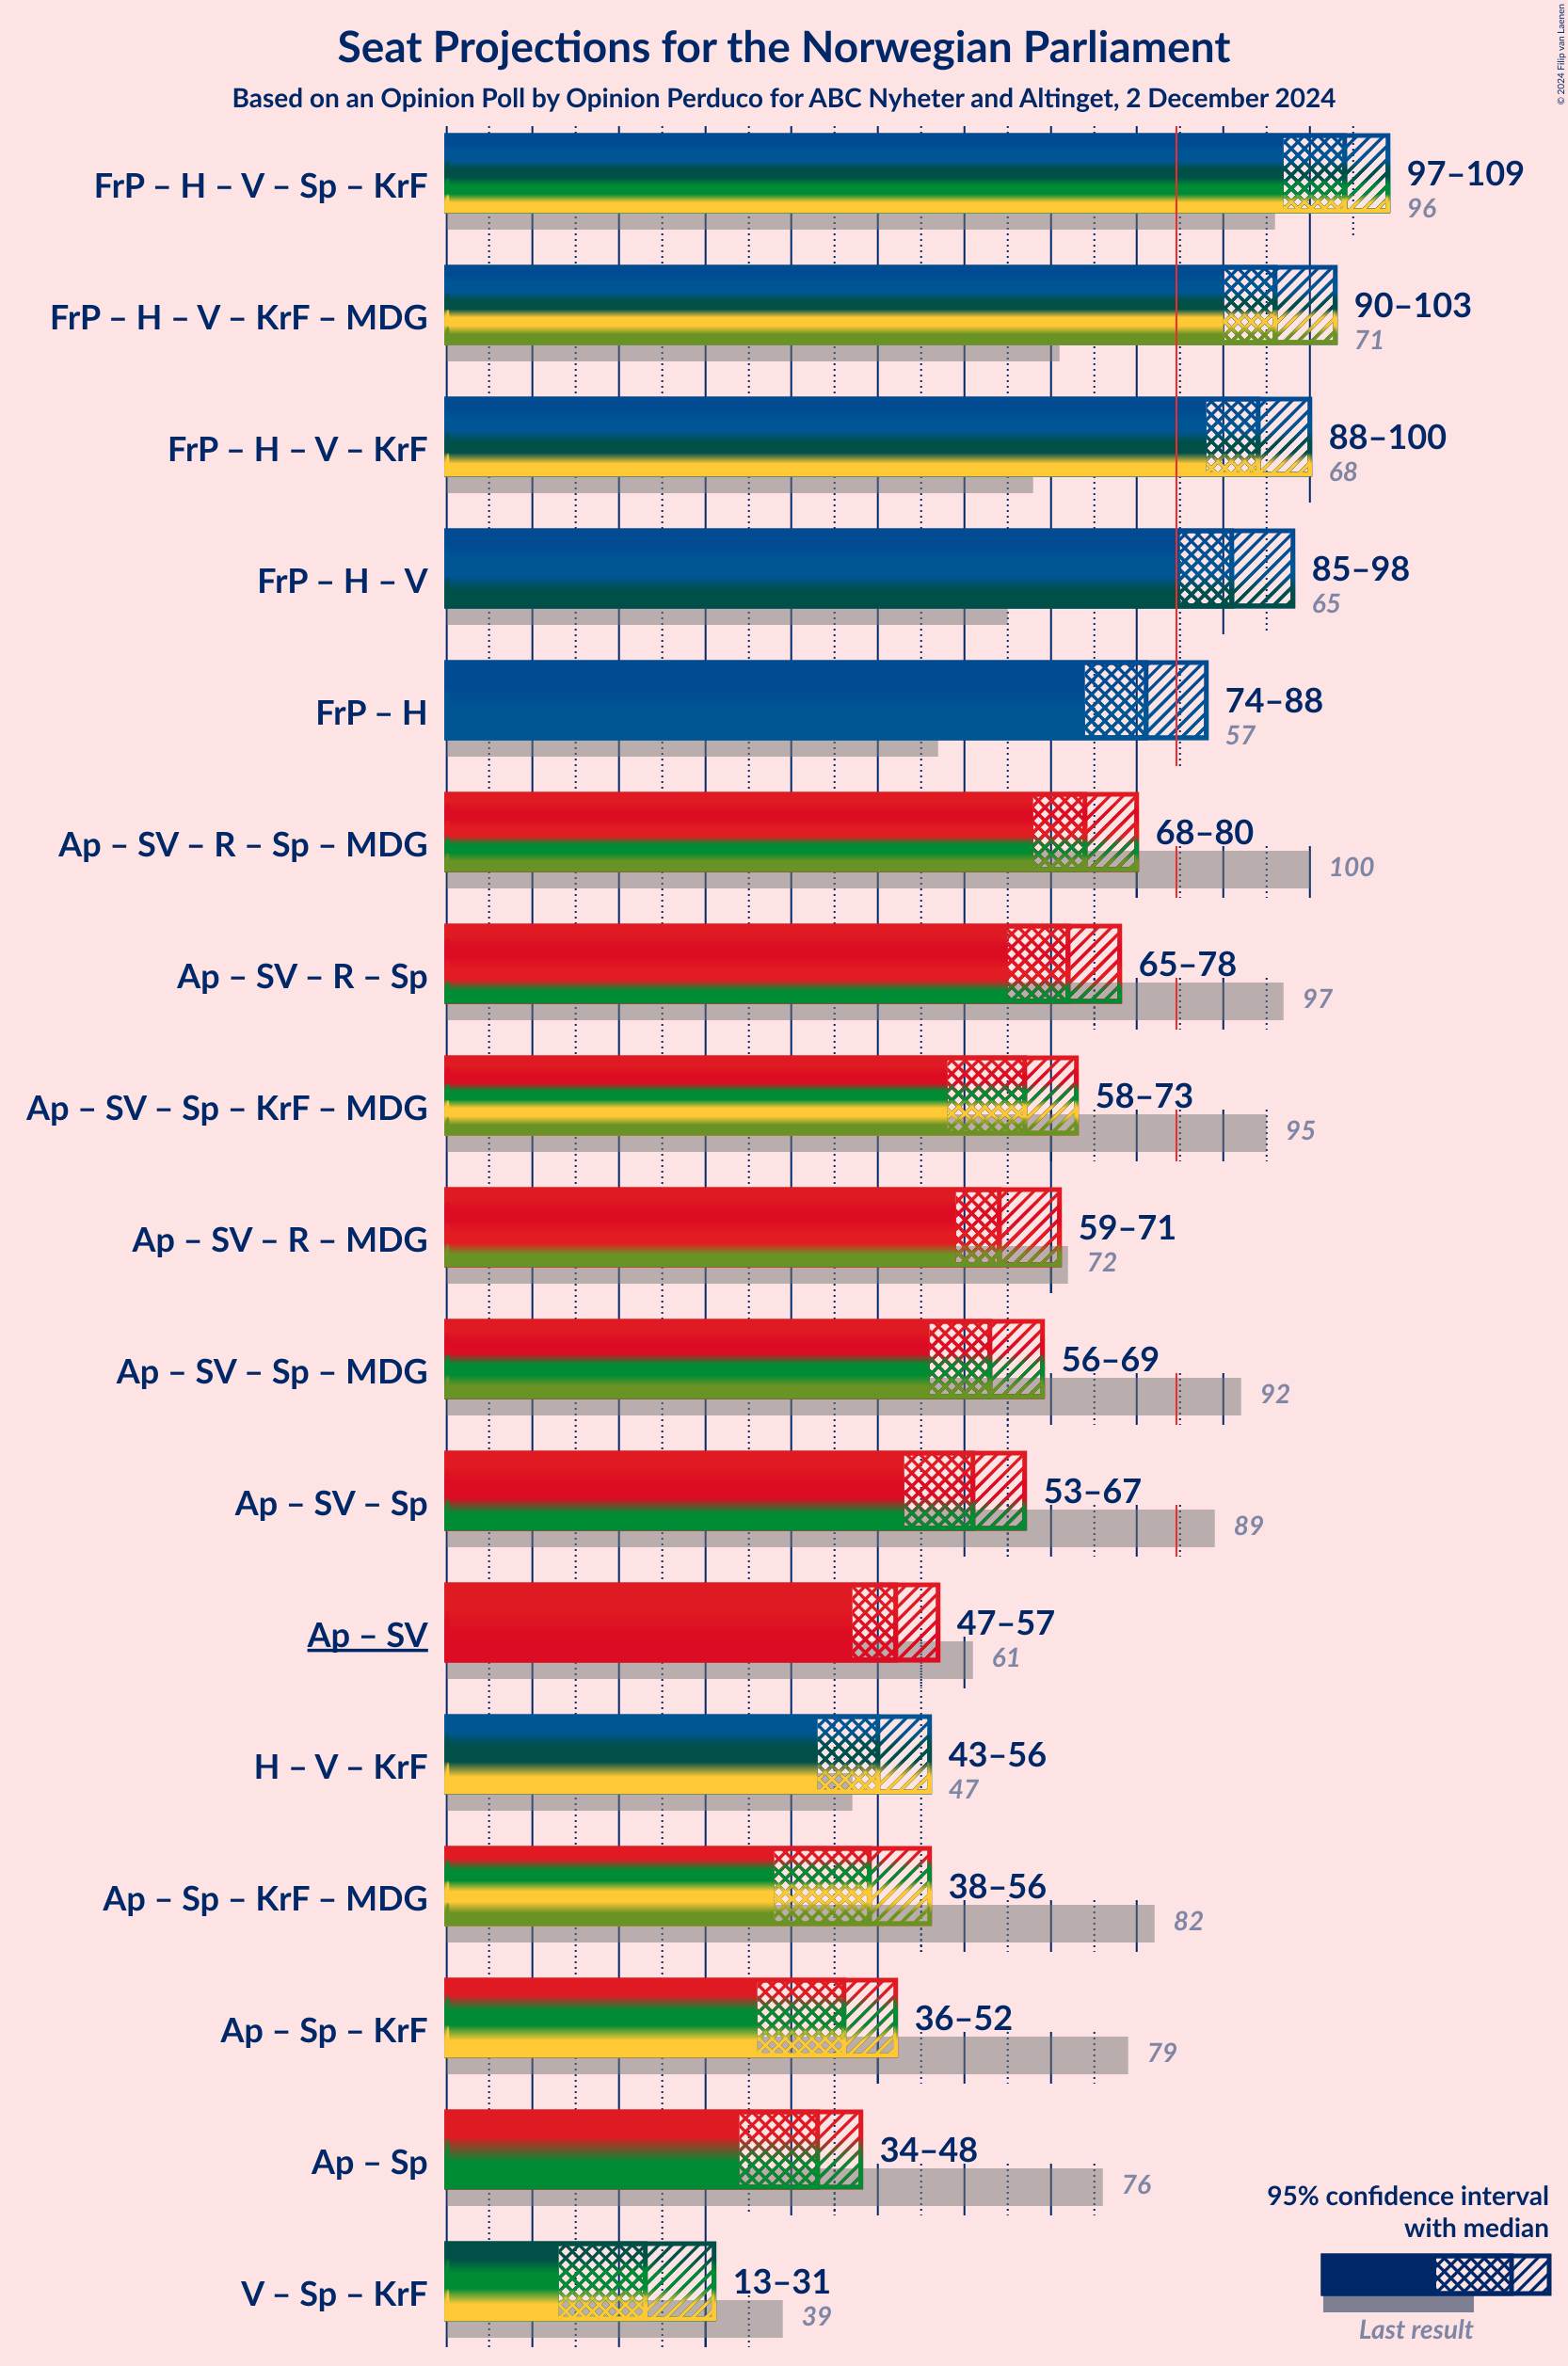 Seat Projections for the Norwegian Parliament
Based on an Opinion Poll by Opinion Perduco for ABC Nyheter and Altinget, 2 December 2024
© 2024 Filip van Laenen
FrP – H – V – Sp – KrF
97–109
96
FrP – H – V – KrF – MDG
90–103
71
FrP – H – V – KrF
88–100
68
FrP – H – V
85–98
65
FrP – H
74–88
57
Ap – SV – R – Sp – MDG
68–80
100
Ap – SV – R – Sp
65–78
97
Ap – SV – Sp – KrF – MDG
58–73
95
Ap – SV – R – MDG
59–71
72
Ap – SV – Sp – MDG
56–69
92
Ap – SV – Sp
53–67
89
Ap – SV
47–57
61
H – V – KrF
43–56
47
Ap – Sp – KrF – MDG
38–56
82
Ap – Sp – KrF
36–52
79
Ap – Sp
34–48
76
V – Sp – KrF
13–31
39
95% confidence interval
with median
Last result